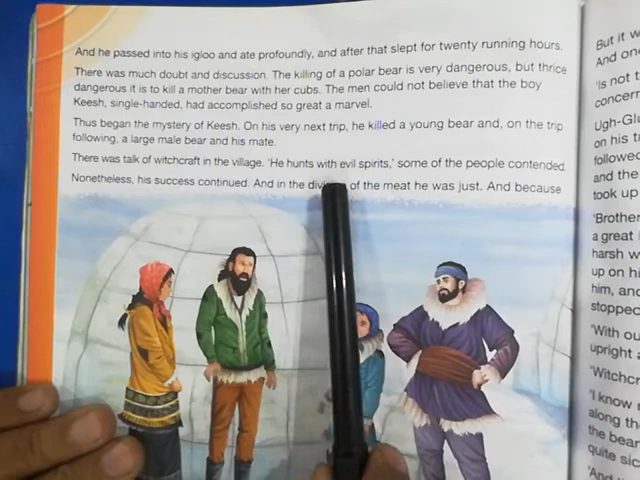 And he passed into his igloo and ate profoundly, and after that slept for twenty running hours.
There was much doubt and discussion. The killing of a polar bear is very dangerous, but thrice
dangerous it is to kill a mother bear with her cubs. The men could not believe that the boy
Keesh, single-handed, had accomplished so great a marvel.
Thus began the mystery of Keesh. On his very next trip, he killed a young bear and, on the trip
following, a large male bear and his mate.
There was talk of witchcraft in the village. 'He hunts with evil spirits,' some of the people contended.
Nonetheless, his success continued. And in the of the meat he was just. And because
But it w
And one
'Is not t
concern
Ugh-Glu
on his t
followed
and the
took up
'Brother
a great
harsh w
up on hi
him, and
stopped
'With ou
upright a
'Witchcr
'I know
along th
the bear
quite sic
'And